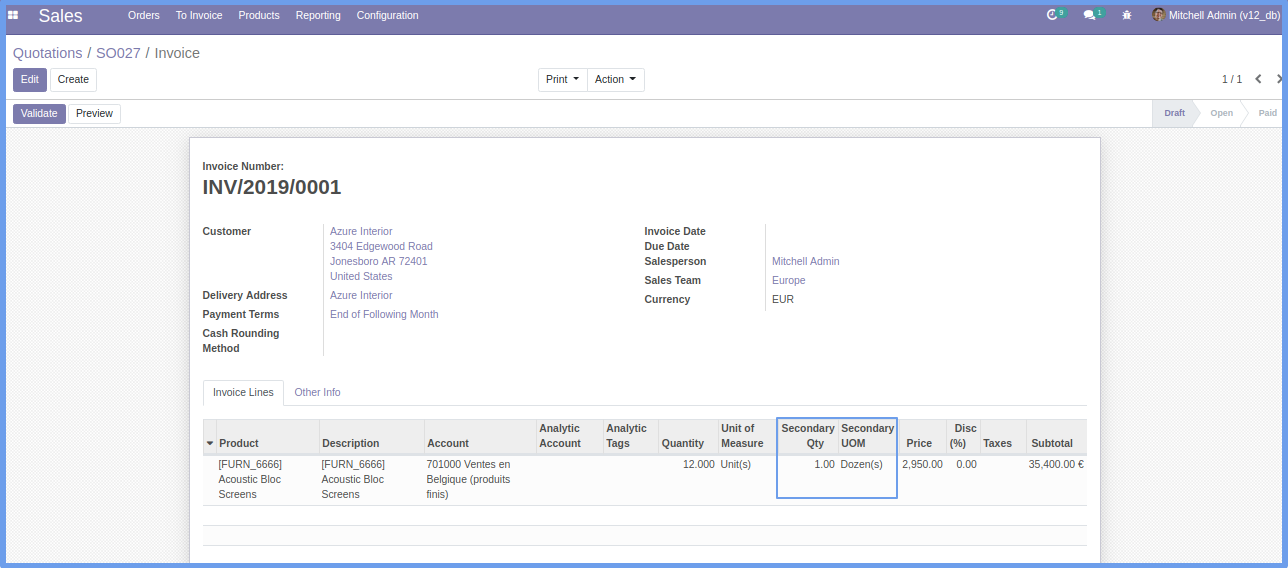 Sales Orders To Invoice Products Reporting Configuration 9 1 Mitchell Admin (v12_db)
Quotations / SO027 / Invoice
Edit Create Print Action 1 / 1
Validate Preview Draft Open Paid
Invoice Number:
INV/2019/0001
Customer Azure Interior Invoice Date
3404 Edgewood Road Due Date
Jonesboro AR 72401 Salesperson Mitchell Admin
United States Sales Team Europe
Delivery Address Azure Interior Currency EUR
Payment Terms End of Following Month
Cash Rounding
Method
Invoice Lines Other Info
Analytic Analytic Unit of Secondary Secondary Disc
Product Description Account Account Tags Quantity Measure Qty UOM Price (%) Taxes Subtotal
[FURN_6666] [FURN_6666] 701000 Ventes en 12.000 Unit(s) 1.00 Dozen(s) 2,950.00 0.00 35,400.00 €
Acoustic Bloc Acoustic Bloc Belgique (produits
Screens Screens finis)